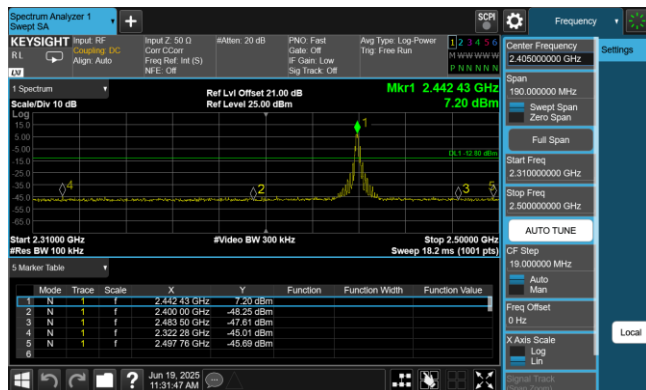 Spectrum Analyzer 1
Swept SA
SCPI
Frequency
KEYSIGHT
Input: RF
Input Z: 50 Ω
#Atten: 20 dB
PNO: Fast
Avg Type: Log-Power
1 2 3 4 5 6
RL
Coupling: DC
Corr CCorr
Gate: Off
Trig: Free Run
M W W W W W
Align: Auto
Freq Ref: Int (S)
IF Gain: Low
NFE: Off
Sig Track: Off
P N N N N N
LXI
Center Frequency
2.405000000 GHz
Settings
Span
190.000000 MHz
Swept Span
Zero Span
Full Span
Start Freq
2.310000000 GHz
Stop Freq
2.500000000 GHz
AUTO TUNE
CF Step
19.000000 MHz
Auto
Man
Freq Offset
0 Hz
X Axis Scale
Log
Lin
Signal Track
(Span Zoom)
Local
1 Spectrum
Scale/Div 10 dB
Ref Lvl Offset 21.00 dB
Ref Level 25.00 dBm
Mkr1 2.442 43 GHz
7.20 dBm
Log
15.0
5.00
-5.00
-15.0
-25.0
-35.0
-45.0
-55.0
-65.0
DL1 -12.80 dBm
1
4
2
3
5
Start 2.31000 GHz
#Video BW 300 kHz
Stop 2.50000 GHz
#Res BW 100 kHz
Sweep 18.2 ms (1001 pts)
5 Marker Table
Mode Trace Scale X Y Function Function Width Function Value
1 N 1 f 2.442 43 GHz 7.20 dBm
2 N 1 f 2.400 00 GHz -48.25 dBm
3 N 1 f 2.483 50 GHz -47.61 dBm
4 N 1 f 2.322 28 GHz -45.01 dBm
5 N 1 f 2.497 76 GHz -45.69 dBm
6
? Jun 19, 2025
11:31:47 AM